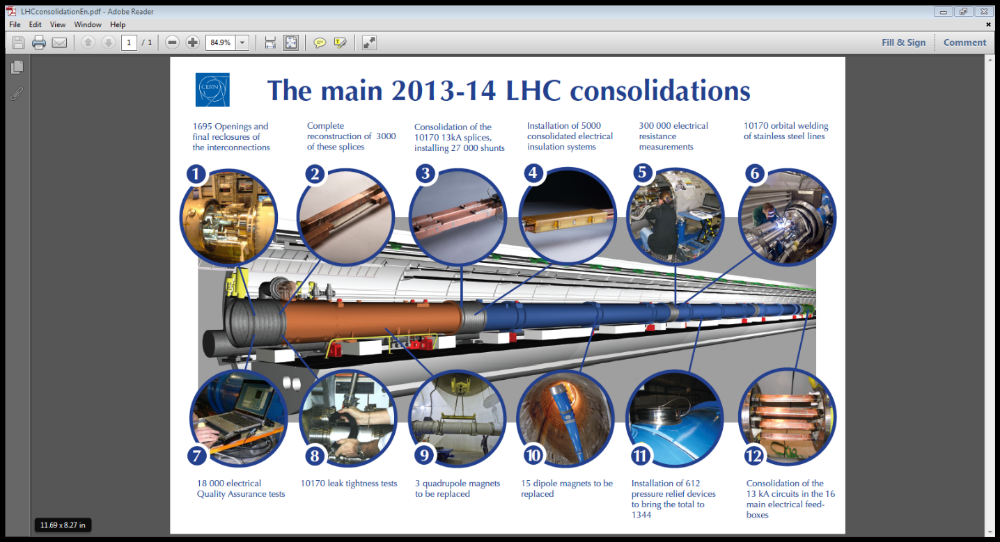 LHCconsolidationEn.pdf - Adobe Reader
File Edit View Window Help
1 / 1
84.9%
Fill & Sign
Comment
CERN
The main 2013-14 LHC consolidations
1695 Openings and
final reclosures of
the interconnections
Complete
reconstruction of 3000
of these splices
Consolidation of the
10170 13kA splices,
installing 27 000 shunts
Installation of 5000
consolidated electrical
insulation systems
300 000 electrical
resistance
measurements
10170 orbital welding
of stainless steel lines
1
2
3
4
5
6
7
8
9
10
11
12
18 000 electrical
Quality Assurance tests
10170 leak tightness tests
3 quadrupole magnets
to be replaced
15 dipole magnets to be
replaced
Installation of 612
pressure relief devices
to bring the total to
1344
Consolidation of the
13 kA circuits in the 16
main electrical feed-
boxes
11.69 x 8.27 in